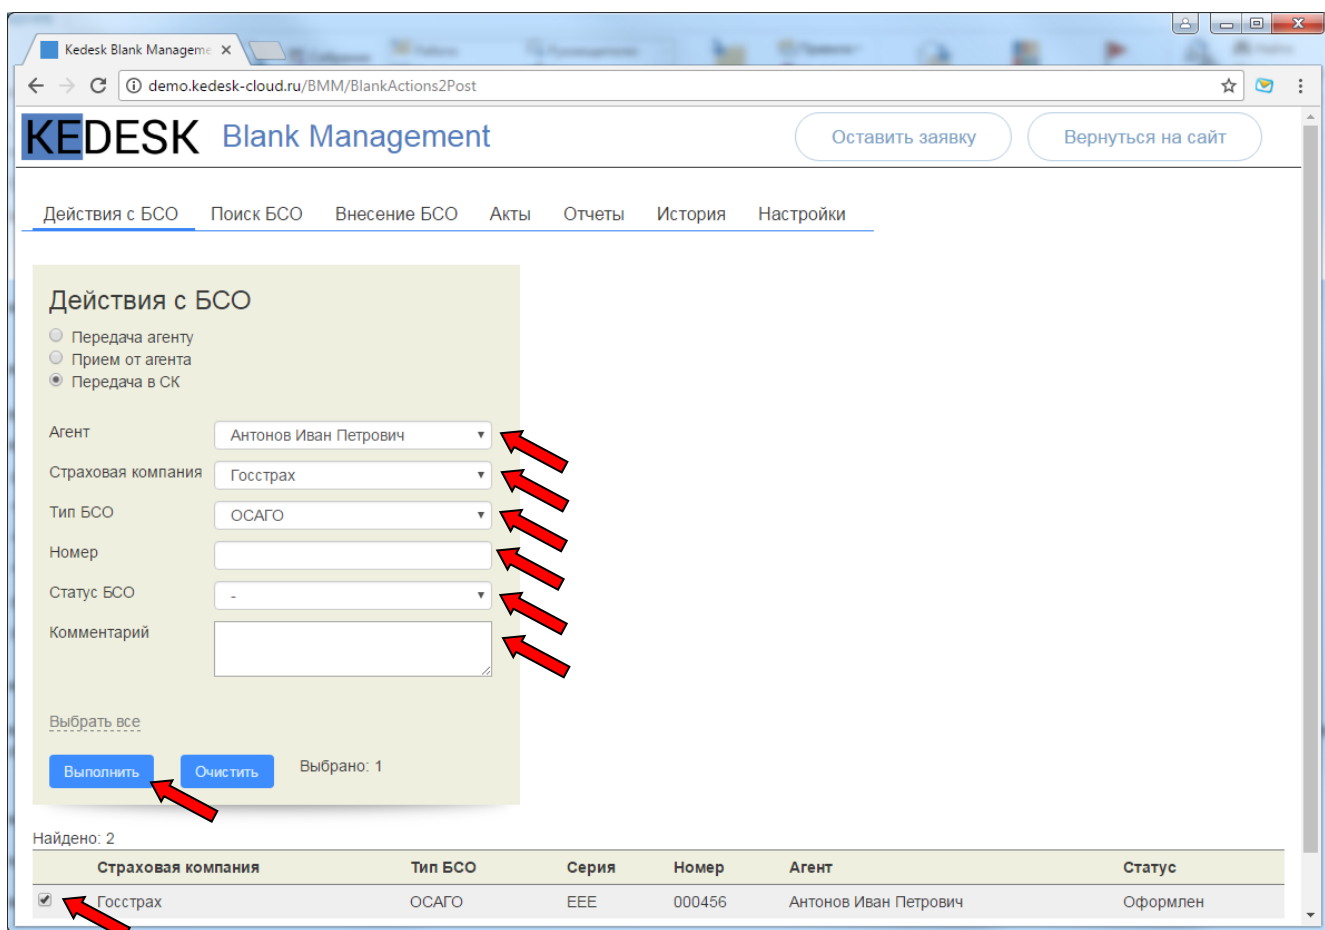 Kedesk Blank Manageme
demo.kedesk-cloud.ru/BMM/BlankActions2Post
KEDESK Blank Management
Оставить заявку
Вернуться на сайт
Действия с БСО Поиск БСО Внесение БСО Акты Отчеты История Настройки
Действия с БСО
Передача агенту
Прием от агента
Передача в СК
Агент Антонов Иван Петрович
Страховая компания Госстрах
Тип БСО ОСАГО
Номер
Статус БСО -
Комментарий
Выбрать все
Выполнить Очистить Выбрано: 1
Найдено: 2
Страховая компания Тип БСО Серия Номер Агент Статус
Госстрах ОСАГО ЕЕЕ 000456 Антонов Иван Петрович Оформлен